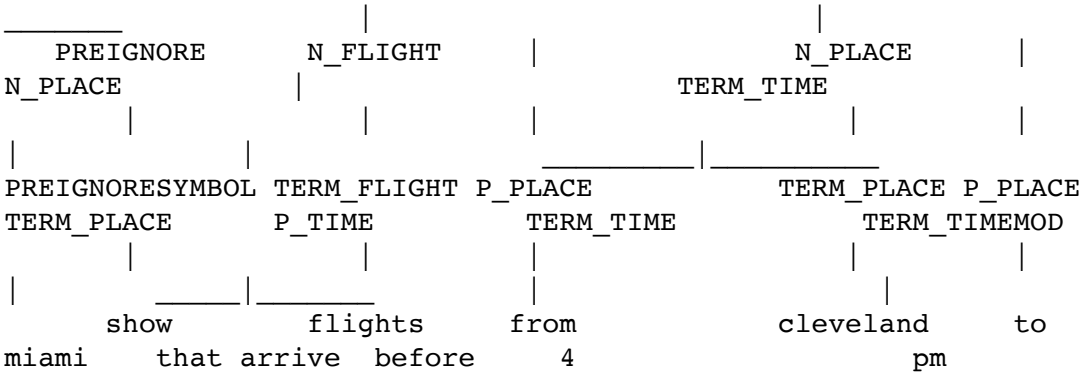 PREIGNORE N_FLIGHT | N_PLACE |
N_PLACE | TERM_TIME
| | | | |
| | _________|__________
PREIGNORESYMBOL TERM_FLIGHT P_PLACE TERM_PLACE P_PLACE
TERM_PLACE P_TIME TERM_TIME TERM_TIMEMOD
| | | | |
| _____|_______ | |
show flights from cleveland to
miami that arrive before 4 pm